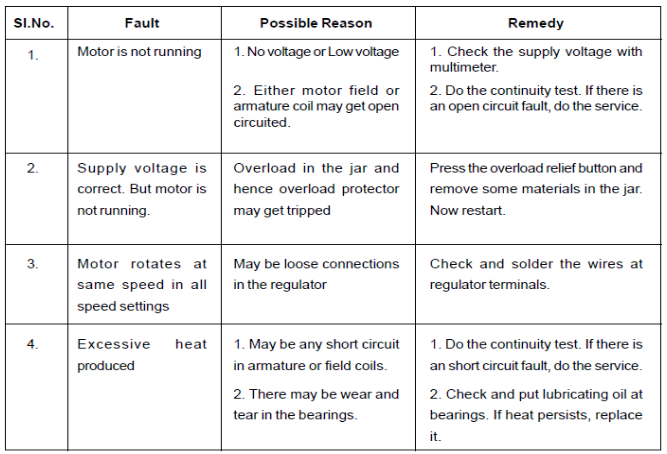 SI.No. Fault Possible Reason Remedy
1. Motor is not running 1. No voltage or Low voltage 1. Check the supply voltage with
multimeter.
2. Either motor field or 2. Do the continuity test. If there is
armature coil may get open an open circuit fault, do the service.
circuited.
2. Supply voltage is Overload in the jar and Press the overload relief button and
correct. But motor is hence overload protector remove some materials in the jar.
not running. may get tripped Now restart.
3. Motor rotates at May be loose connections Check and solder the wires at
same speed in all in the regulator regulator terminals.
speed settings
4. Excessive heat 1. May be any short circuit 1. Do the continuity test. If there is
produced in armature or field coils. an short circuit fault, do the service.
2. There may be wear and 2. Check and put lubricating oil at
tear in the bearings. bearings. If heat persists, replace
it.